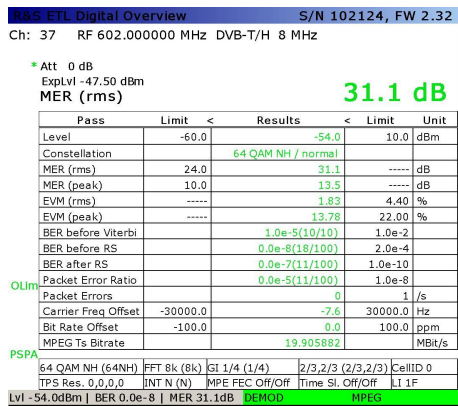 R&S ETL Digital Overview S/N 102124, FW 2.32
Ch: 37 RF 602.000000 MHz DVB-T/H 8 MHz
* Att 0 dB
ExpLvl -47.50 dBm
MER (rms) 31.1 dB
Pass Limit < Results < Limit Unit
Level -60.0 -54.0 10.0 dBm
Constellation 64 QAM NH / normal
MER (rms) 24.0 31.1 ----- dB
MER (peak) 10.0 13.5 ----- dB
EVM (rms) ----- 1.83 4.40 %
EVM (peak) ----- 13.78 22.00 %
BER before Viterbi 1.0e-5(10/10) 1.0e-2
BER before RS 0.0e-8(18/100) 2.0e-4
BER after RS 0.0e-7(11/100) 1.0e-10
Packet Error Ratio 0.0e-5(11/100) 1.0e-8
OLim
Packet Errors 0 1 /s
Carrier Freq Offset -30000.0 -7.6 30000.0 Hz
Bit Rate Offset -100.0 0.0 100.0 ppm
MPEG Ts Bitrate 19.905882 MBit/s
PSPA
64 QAM NH (64NH) FFT 8k (8k) GI 1/4 (1/4) 2/3,2/3 (2/3,2/3) CellID 0
TPS Res. 0,0,0,0 INT N (N) MPE FEC Off/Off Time Sl. Off/Off LI 1F
Lvl -54.0dBm | BER 0.0e-8 | MER 31.1dB DEMOD MPEG